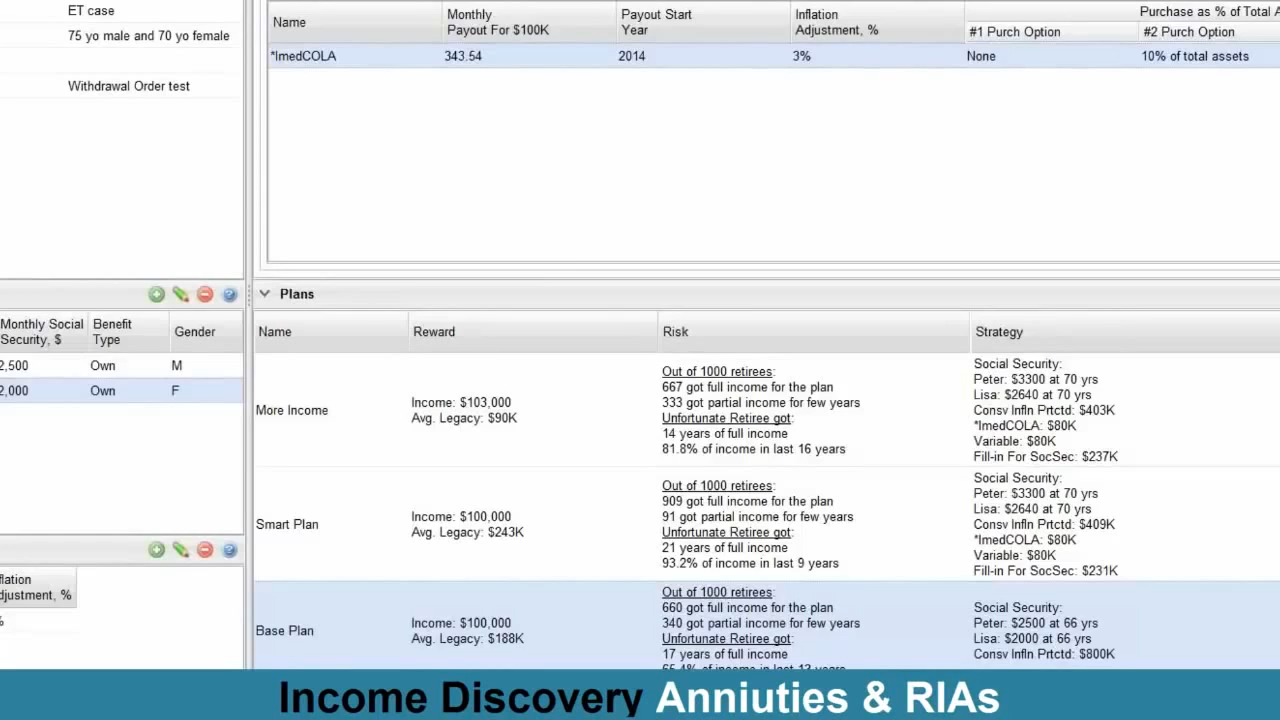 ET case
75 yo male and 70 yo female
Withdrawal Order test
Name
Monthly
Payout For $100K
Payout Start
Year
Inflation
Adjustment, %
Purchase as % of Total A
#1 Purch Option
#2 Purch Option
*ImedCOLA
343.54
2014
3%
None
10% of total assets
Monthly Social
Security, $
Benefit
Type
Gender
2,500
Own
M
2,000
Own
F
flation
djustment, %
%
Plans
Name
Reward
Risk
Strategy
More Income
Income: $103,000
Avg. Legacy: $90K
Out of 1000 retirees:
667 got full income for the plan
333 got partial income for few years
Unfortunate Retiree got:
14 years of full income
81.8% of income in last 16 years
Social Security:
Peter: $3300 at 70 yrs
Lisa: $2640 at 70 yrs
Consv Infln Prtctd: $403K
*ImedCOLA: $80K
Variable: $80K
Fill-in For SocSec: $237K
Smart Plan
Income: $100,000
Avg. Legacy: $243K
Out of 1000 retirees:
909 got full income for the plan
91 got partial income for few years
Unfortunate Retiree got:
21 years of full income
93.2% of income in last 9 years
Social Security:
Peter: $3300 at 70 yrs
Lisa: $2640 at 70 yrs
Consv Infln Prtctd: $409K
*ImedCOLA: $80K
Variable: $80K
Fill-in For SocSec: $231K
Base Plan
Income: $100,000
Avg. Legacy: $188K
Out of 1000 retirees:
660 got full income for the plan
340 got partial income for few years
Unfortunate Retiree got:
17 years of full income
65.4% of income in last 13 years
Social Security:
Peter: $2500 at 66 yrs
Lisa: $2000 at 66 yrs
Consv Infln Prtctd: $800K
Income Discovery Anniuties & RIAs